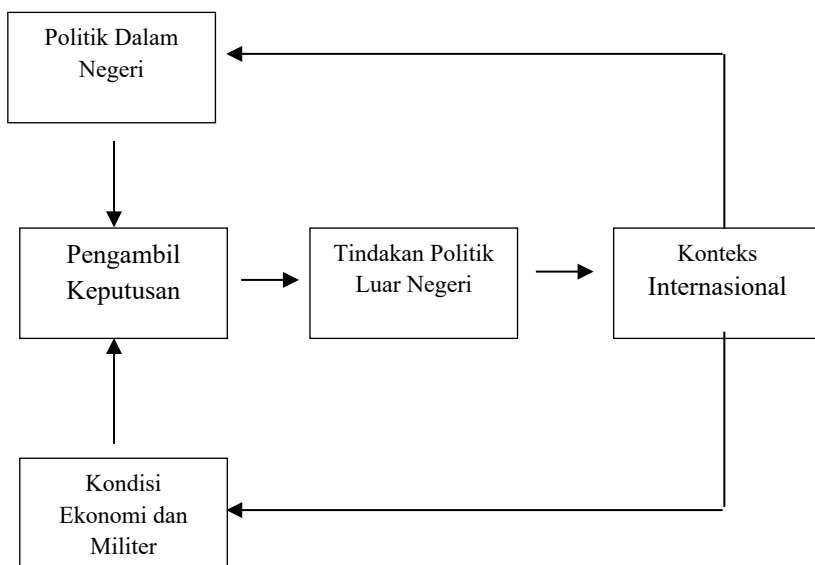 Politik Dalam
Negeri
Pengambil
Keputusan
Tindakan Politik
Luar Negeri
Konteks
Internasional
Kondisi
Ekonomi dan
Militer